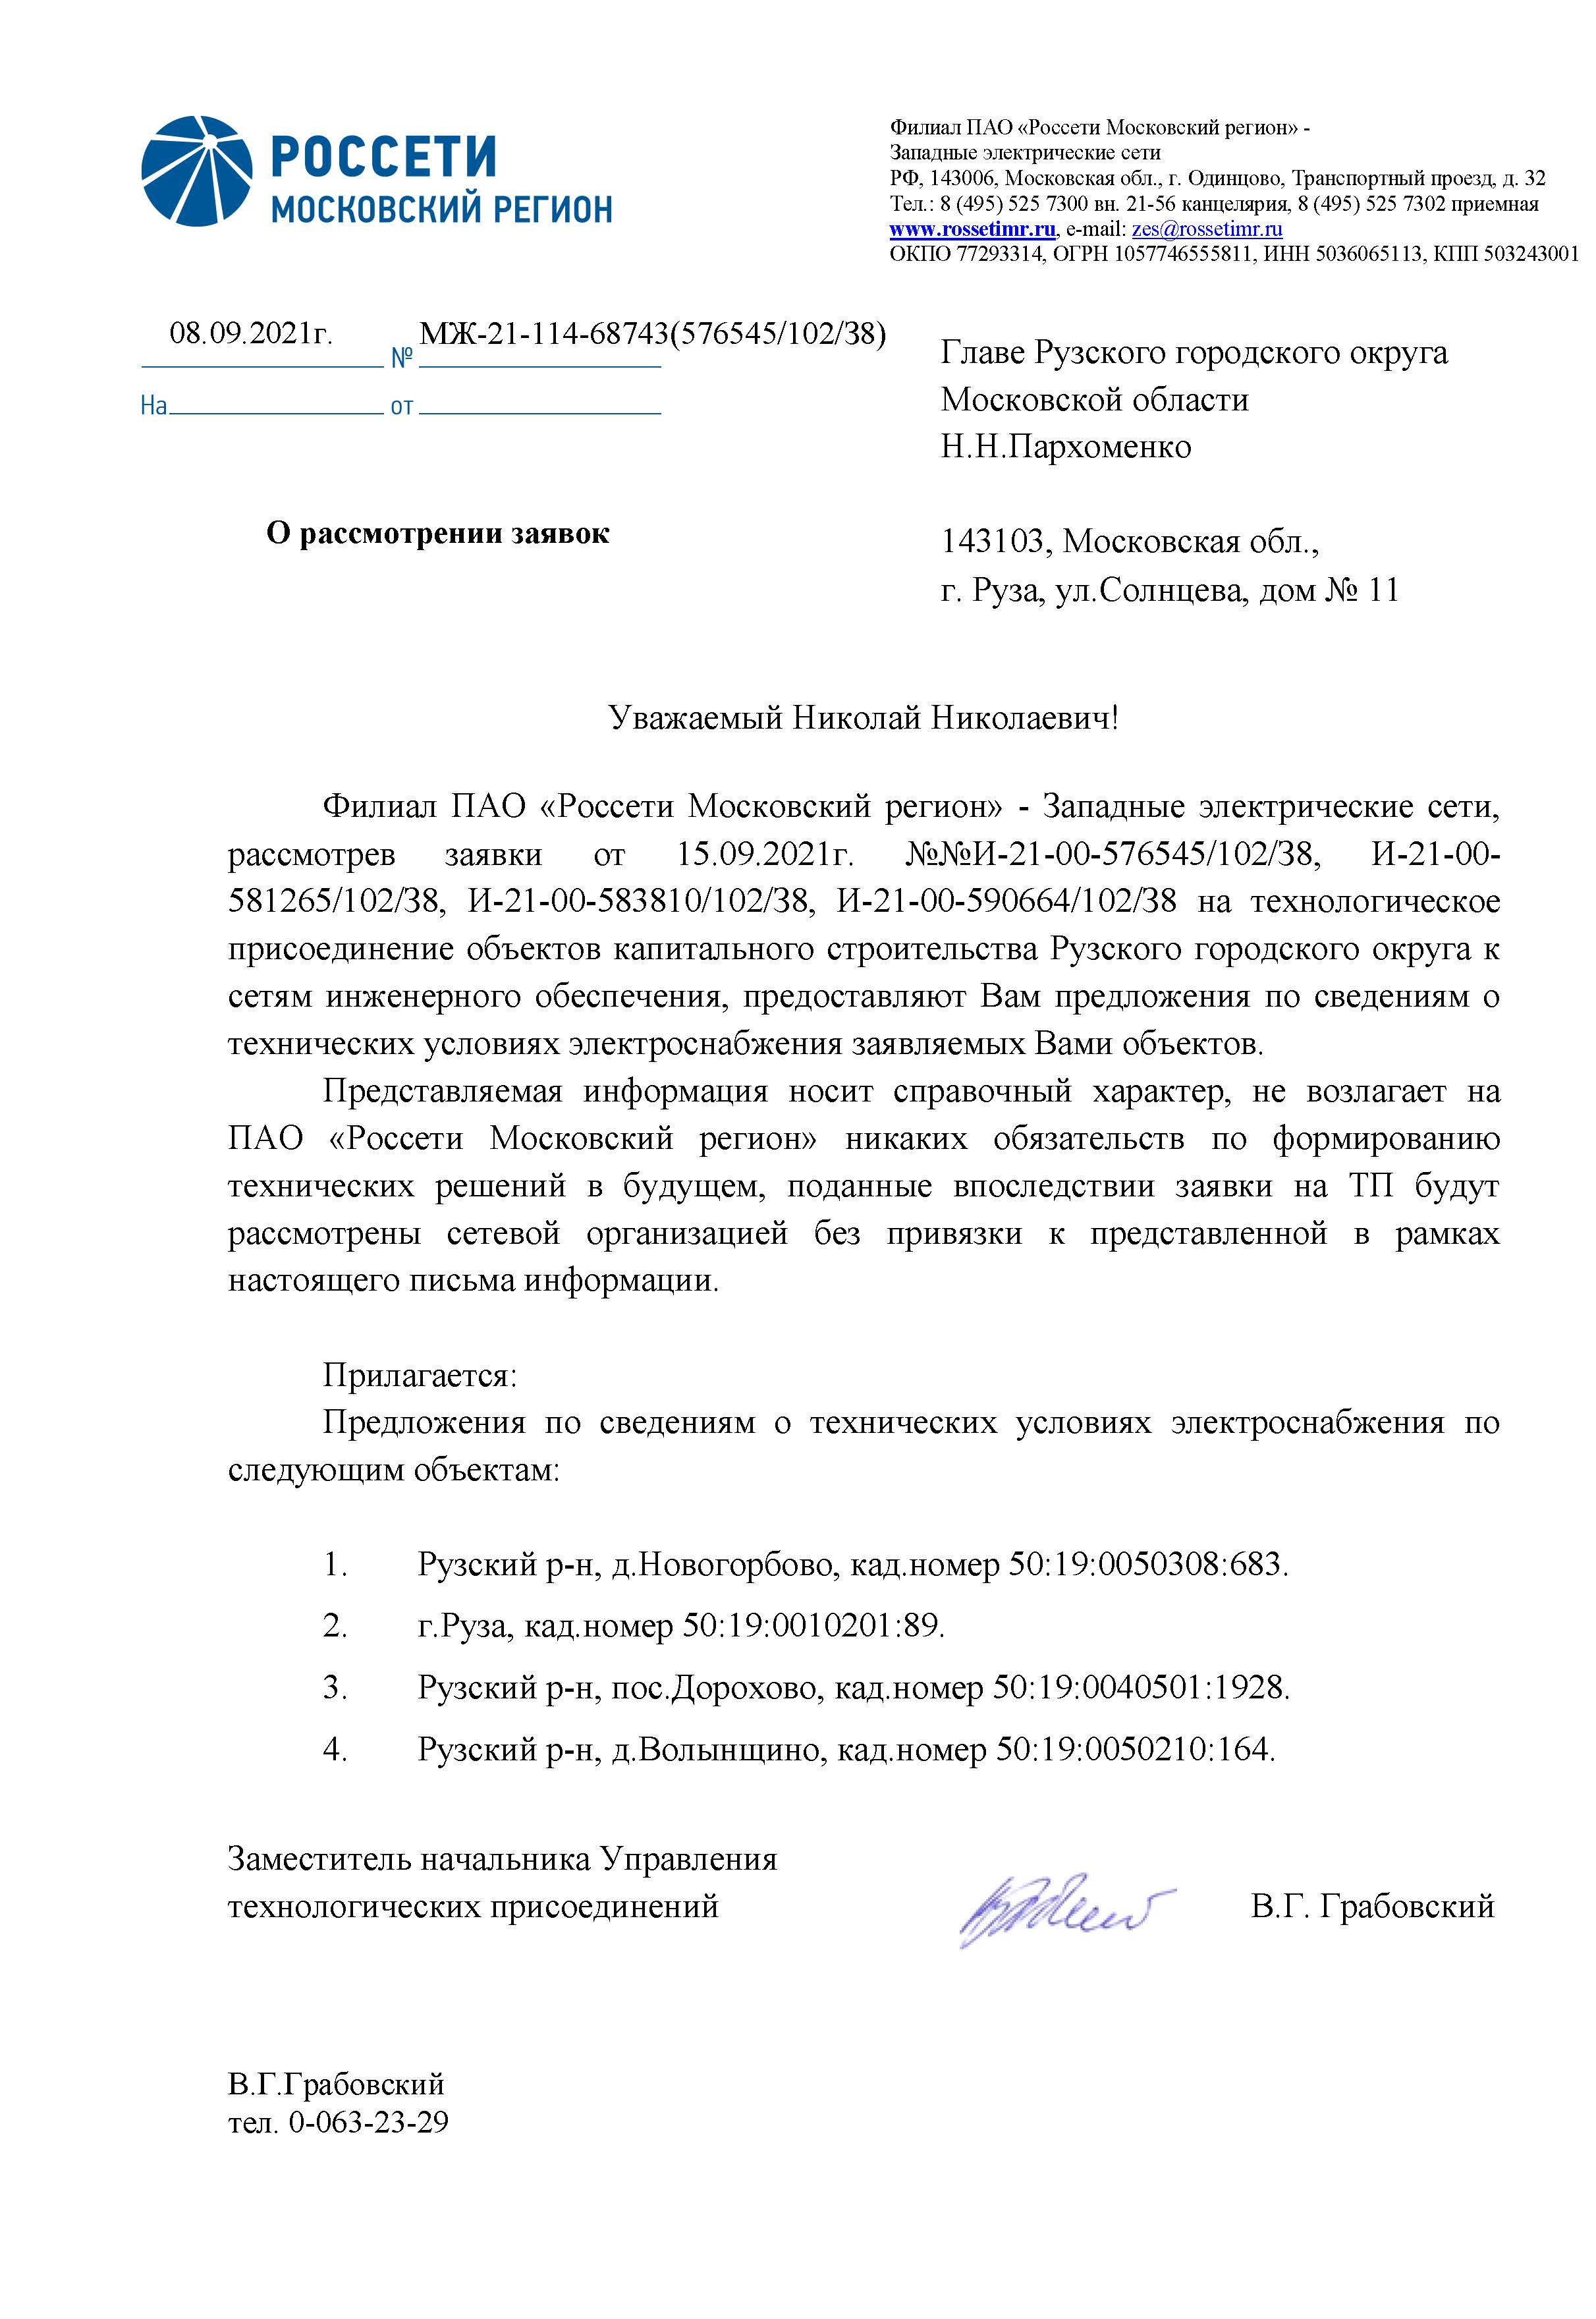 РОССЕТИ
МОСКОВСКИЙ РЕГИОН
Филиал ПАО «Россети Московский регион» -
Западные электрические сети
РФ, 143006, Московская обл., г. Одинцово, Транспортный проезд, д. 32
Тел.: 8 (495) 525 7300 вн. 21-56 канцелярия, 8 (495) 525 7302 приемная
www.rossetimr.ru, e-mail: zes@rossetimr.ru
ОКПО 77293314, ОГРН 1057746555811, ИНН 5036065113, КПП 503243001
08.09.2021г. № МЖ-21-114-68743(576545/102/З8)
На от
Главе Рузского городского округа
Московской области
Н.Н.Пархоменко
О рассмотрении заявок
143103, Московская обл.,
г. Руза, ул.Солнцева, дом № 11
Уважаемый Николай Николаевич!
Филиал ПАО «Россети Московский регион» - Западные электрические сети,
рассмотрев заявки от 15.09.2021г. №№И-21-00-576545/102/З8, И-21-00-
581265/102/З8, И-21-00-583810/102/З8, И-21-00-590664/102/З8 на технологическое
присоединение объектов капитального строительства Рузского городского округа к
сетям инженерного обеспечения, предоставляют Вам предложения по сведениям о
технических условиях электроснабжения заявляемых Вами объектов.
Представляемая информация носит справочный характер, не возлагает на
ПАО «Россети Московский регион» никаких обязательств по формированию
технических решений в будущем, поданные впоследствии заявки на ТП будут
рассмотрены сетевой организацией без привязки к представленной в рамках
настоящего письма информации.
Прилагается:
Предложения по сведениям о технических условиях электроснабжения по
следующим объектам:
1. Рузский р-н, д.Новогорбово, кад.номер 50:19:0050308:683.
2. г.Руза, кад.номер 50:19:0010201:89.
3. Рузский р-н, пос.Дорохово, кад.номер 50:19:0040501:1928.
4. Рузский р-н, д.Волынщино, кад.номер 50:19:0050210:164.
Заместитель начальника Управления
технологических присоединений В.Г. Грабовский
В.Г.Грабовский
тел. 0-063-23-29